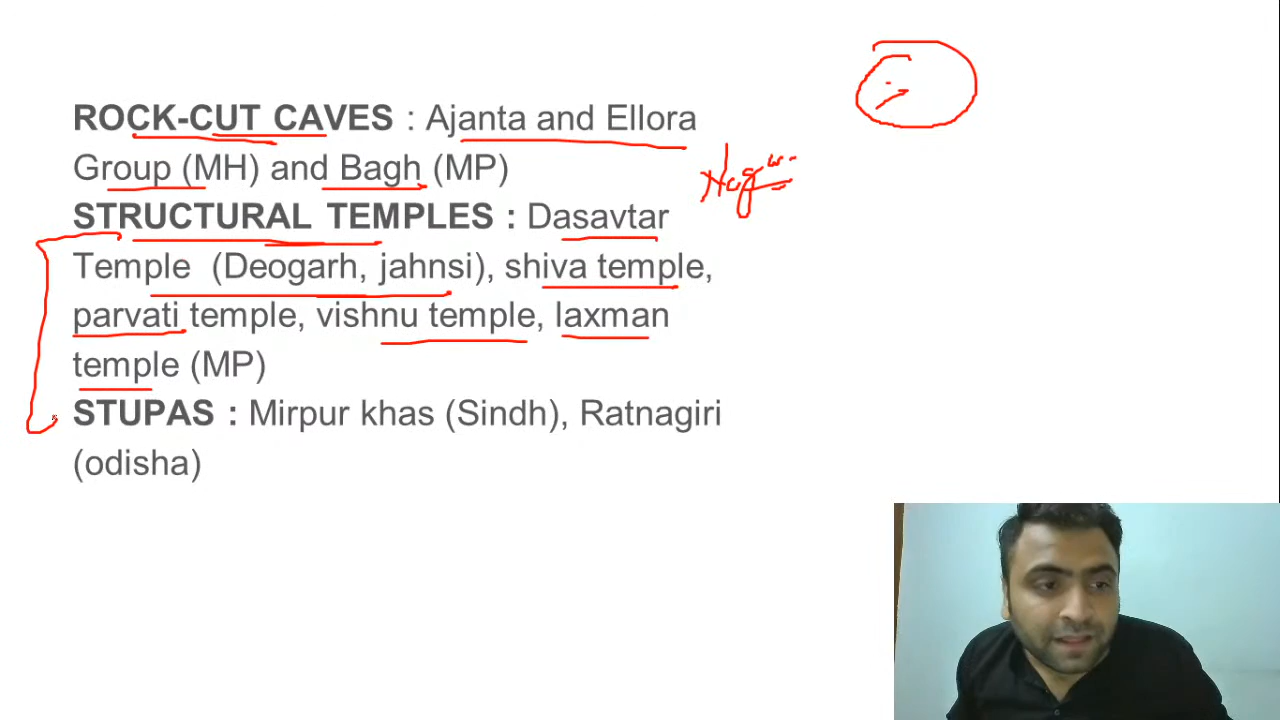 ROCK-CUT CAVES : Ajanta and Ellora
Group (MH) and Bagh (MP)
STRUCTURAL TEMPLES : Dasavtar
Temple (Deogarh, jahnsi), shiva temple,
parvati temple, vishnu temple, laxman
temple (MP)
STUPAS : Mirpur khas (Sindh), Ratnagiri
(odisha)